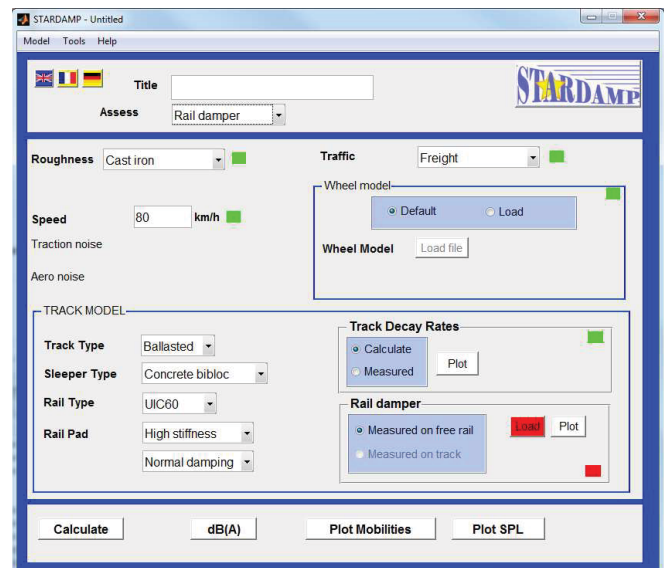 STARDAMP - Untitled
Model Tools Help
Title
STARDAMP
Assess Rail damper
Roughness Cast iron
Traffic Freight
Wheel model
Default Load
Speed 80 km/h
Traction noise
Wheel Model Load file
Aero noise
TRACK MODEL
Track Decay Rates
Track Type Ballasted
Calculate
Plot
Measured
Sleeper Type Concrete bibloc
Rail Type UIC60
Rail damper
Rail Pad High stiffness
Measured on free rail Load Plot
Measured on track
Normal damping
Calculate dB(A) Plot Mobilities Plot SPL